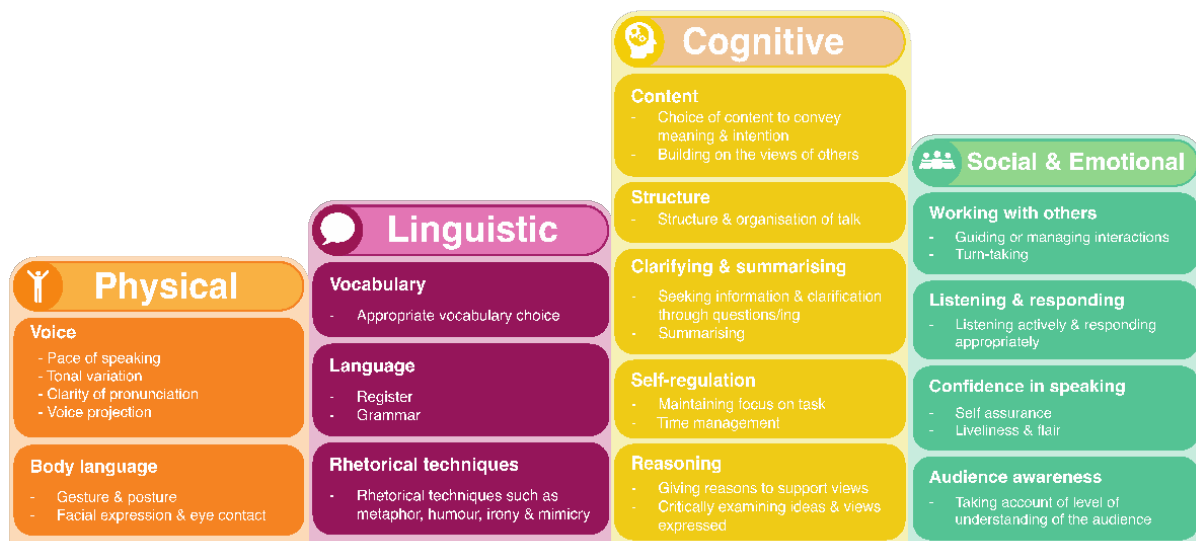 Physical
Voice
- Pace of speaking
- Tonal variation
- Clarity of pronunciation
- Voice projection
Body language
- Gesture & posture
- Facial expression & eye contact
Linguistic
Vocabulary
- Appropriate vocabulary choice
Language
- Register
- Grammar
Rhetorical techniques
- Rhetorical techniques such as
metaphor, humour, irony & mimicry
Cognitive
Content
- Choice of content to convey
meaning & intention
- Building on the views of others
Structure
- Structure & organisation of talk
Clarifying & summarising
- Seeking information & clarification
through questions/ing
- Summarising
Self-regulation
- Maintaining focus on task
- Time management
Reasoning
- Giving reasons to support views
- Critically examining ideas & views
expressed
Social & Emotional
Working with others
- Guiding or managing interactions
- Turn-taking
Listening & responding
- Listening actively & responding
appropriately
Confidence in speaking
- Self assurance
- Liveliness & flair
Audience awareness
- Taking account of level of
understanding of the audience